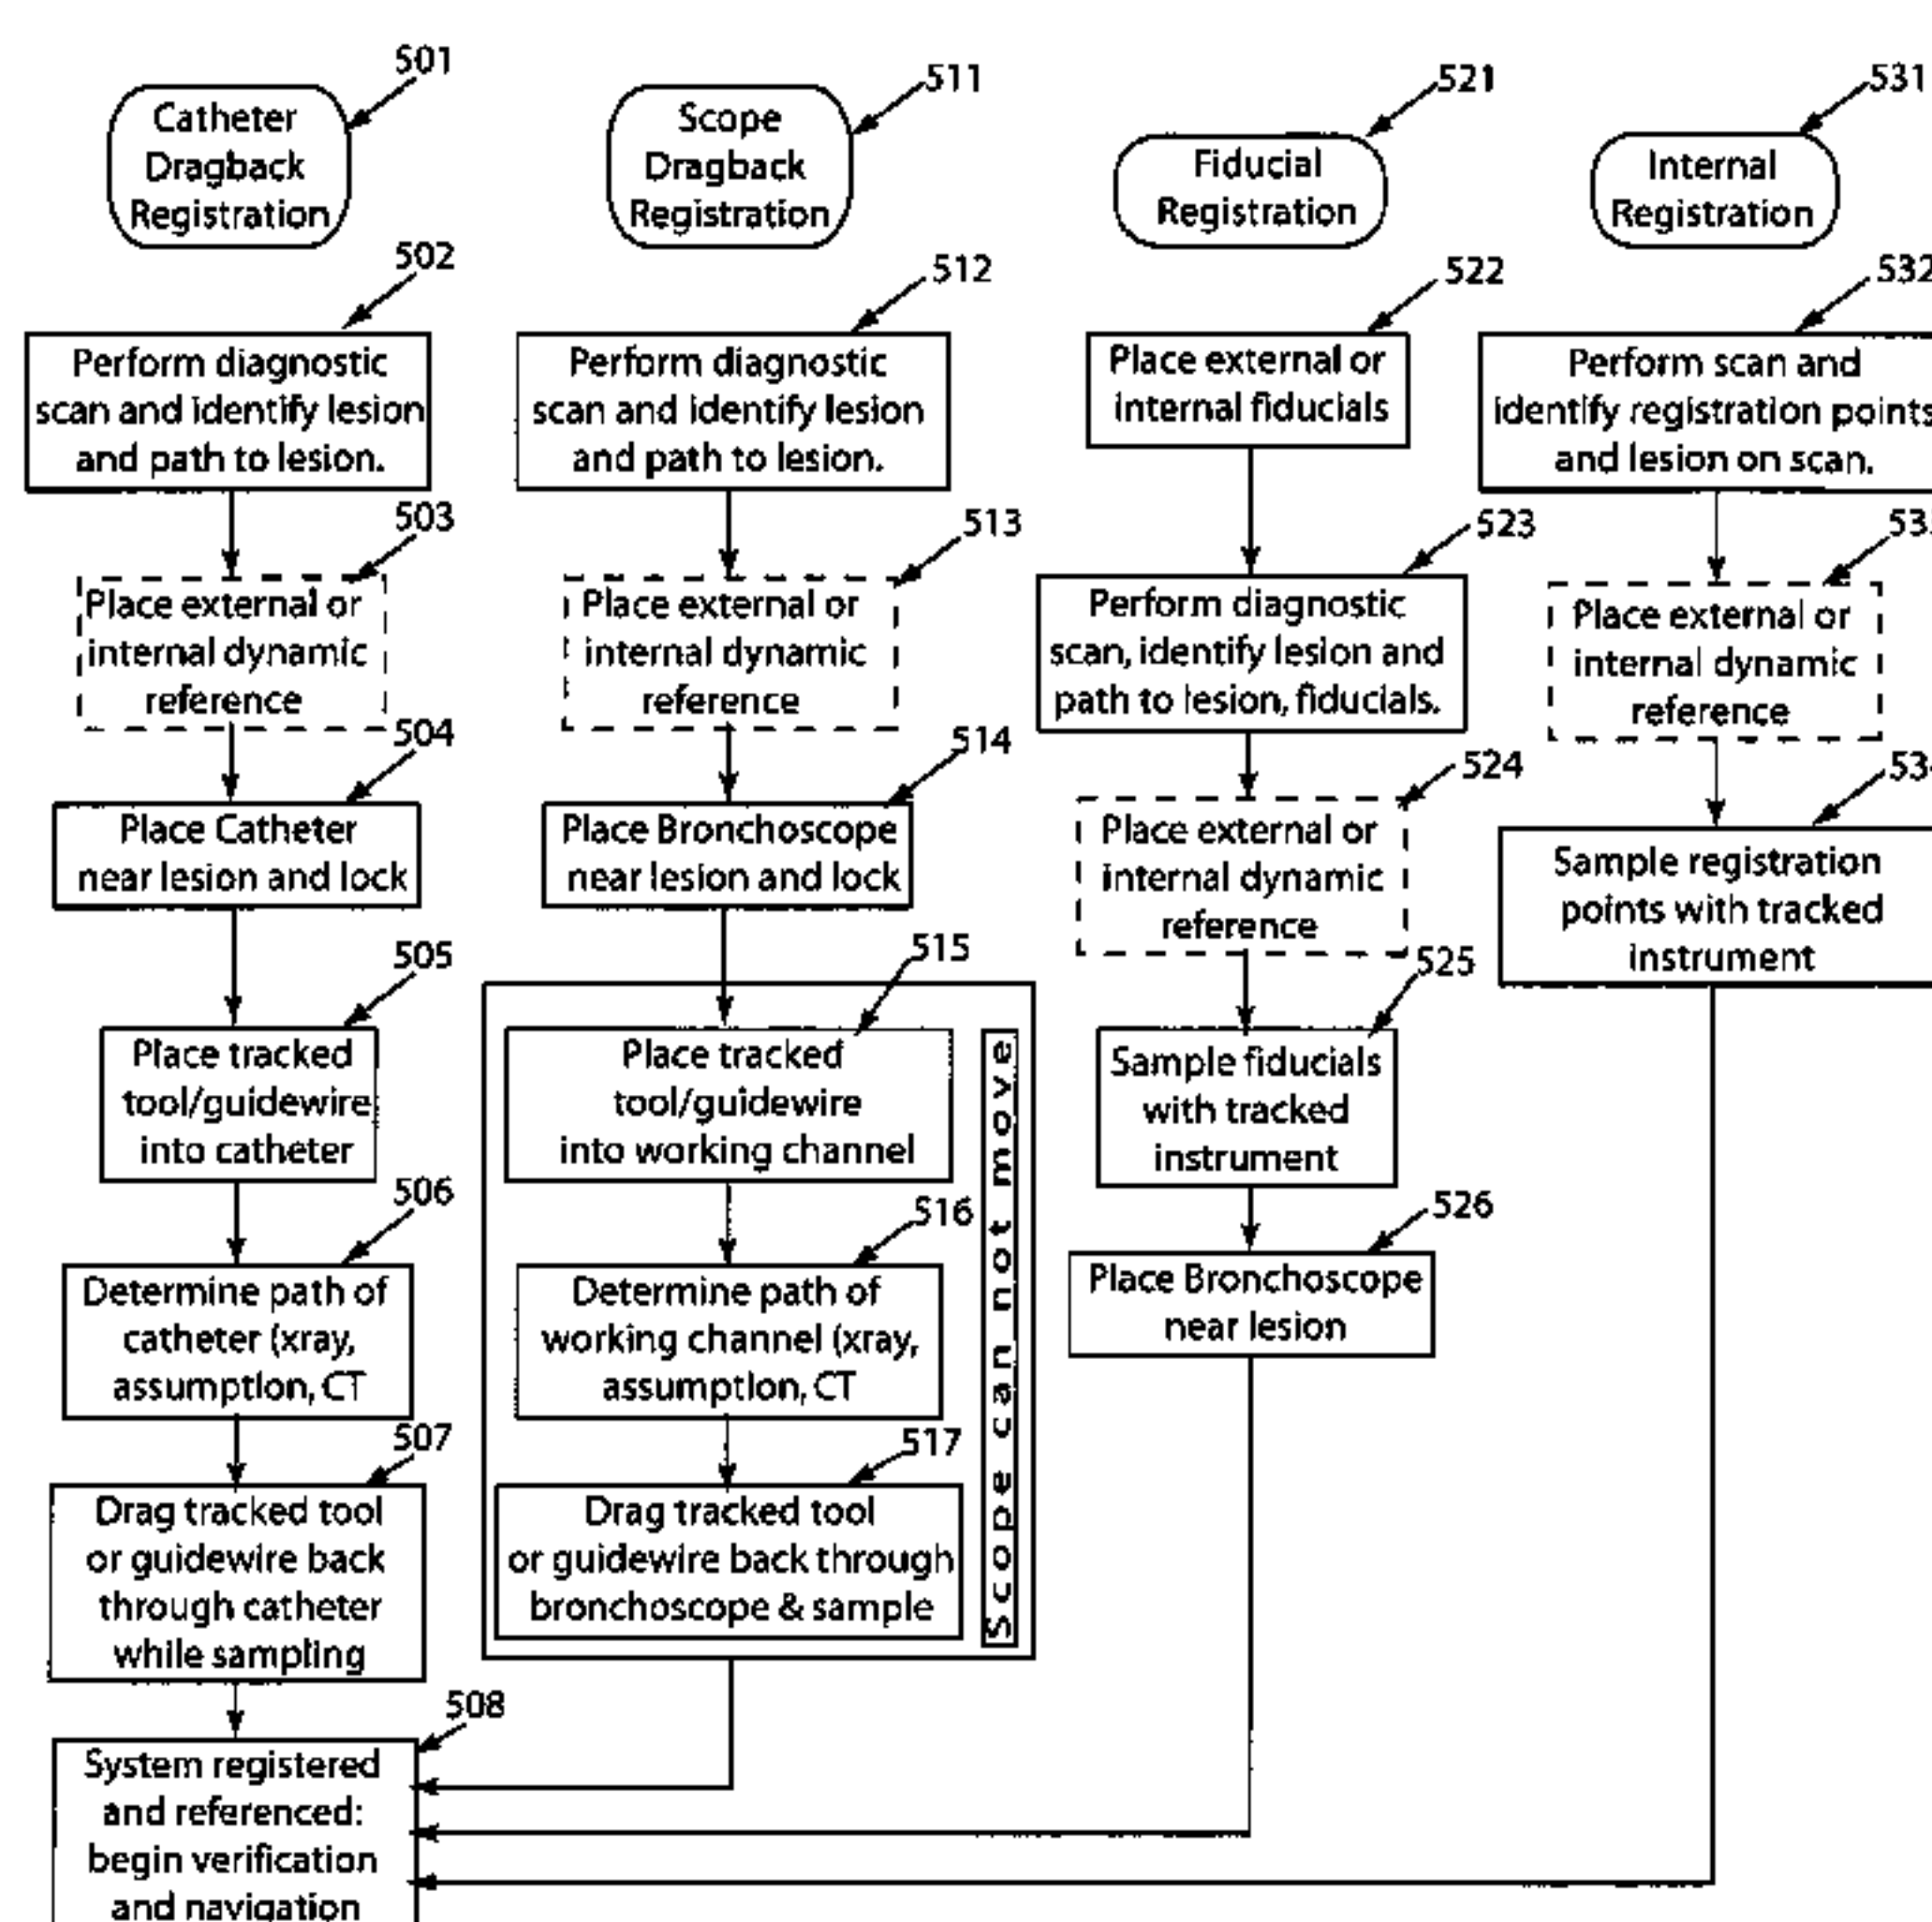 501
Catheter
Dragback
Registration
502
Perform diagnostic
scan and identify lesion
and path to lesion.
503
Place external or
internal dynamic
reference
504
Place Catheter
near lesion and lock
505
Place tracked
tool/guidewire
into catheter
506
Determine path of
catheter (xray,
assumption, CT
507
Drag tracked tool
or guidewire back
through catheter
while sampling
508
System registered
and referenced:
begin verification
and navigation
511
Scope
Dragback
Registration
512
Perform diagnostic
scan and identify lesion
and path to lesion.
513
Place external or
internal dynamic
reference
514
Place Bronchoscope
near lesion and lock
515
Place tracked
tool/guidewire
into working channel
516
Determine path of
working channel (xray,
assumption, CT
517
Drag tracked tool
or guidewire back through
bronchoscope & sample
Scope can not move
521
Fiducial
Registration
522
Place external or
internal fiducials
523
Perform diagnostic
scan, identify lesion and
path to lesion, fiducials.
524
Place external or
internal dynamic
reference
525
Sample fiducials
with tracked
instrument
526
Place Bronchoscope
near lesion
531
Internal
Registration
532
Perform scan and
identify registration points
and lesion on scan.
Place external or
internal dynamic
reference
Sample registration
points with tracked
instrument